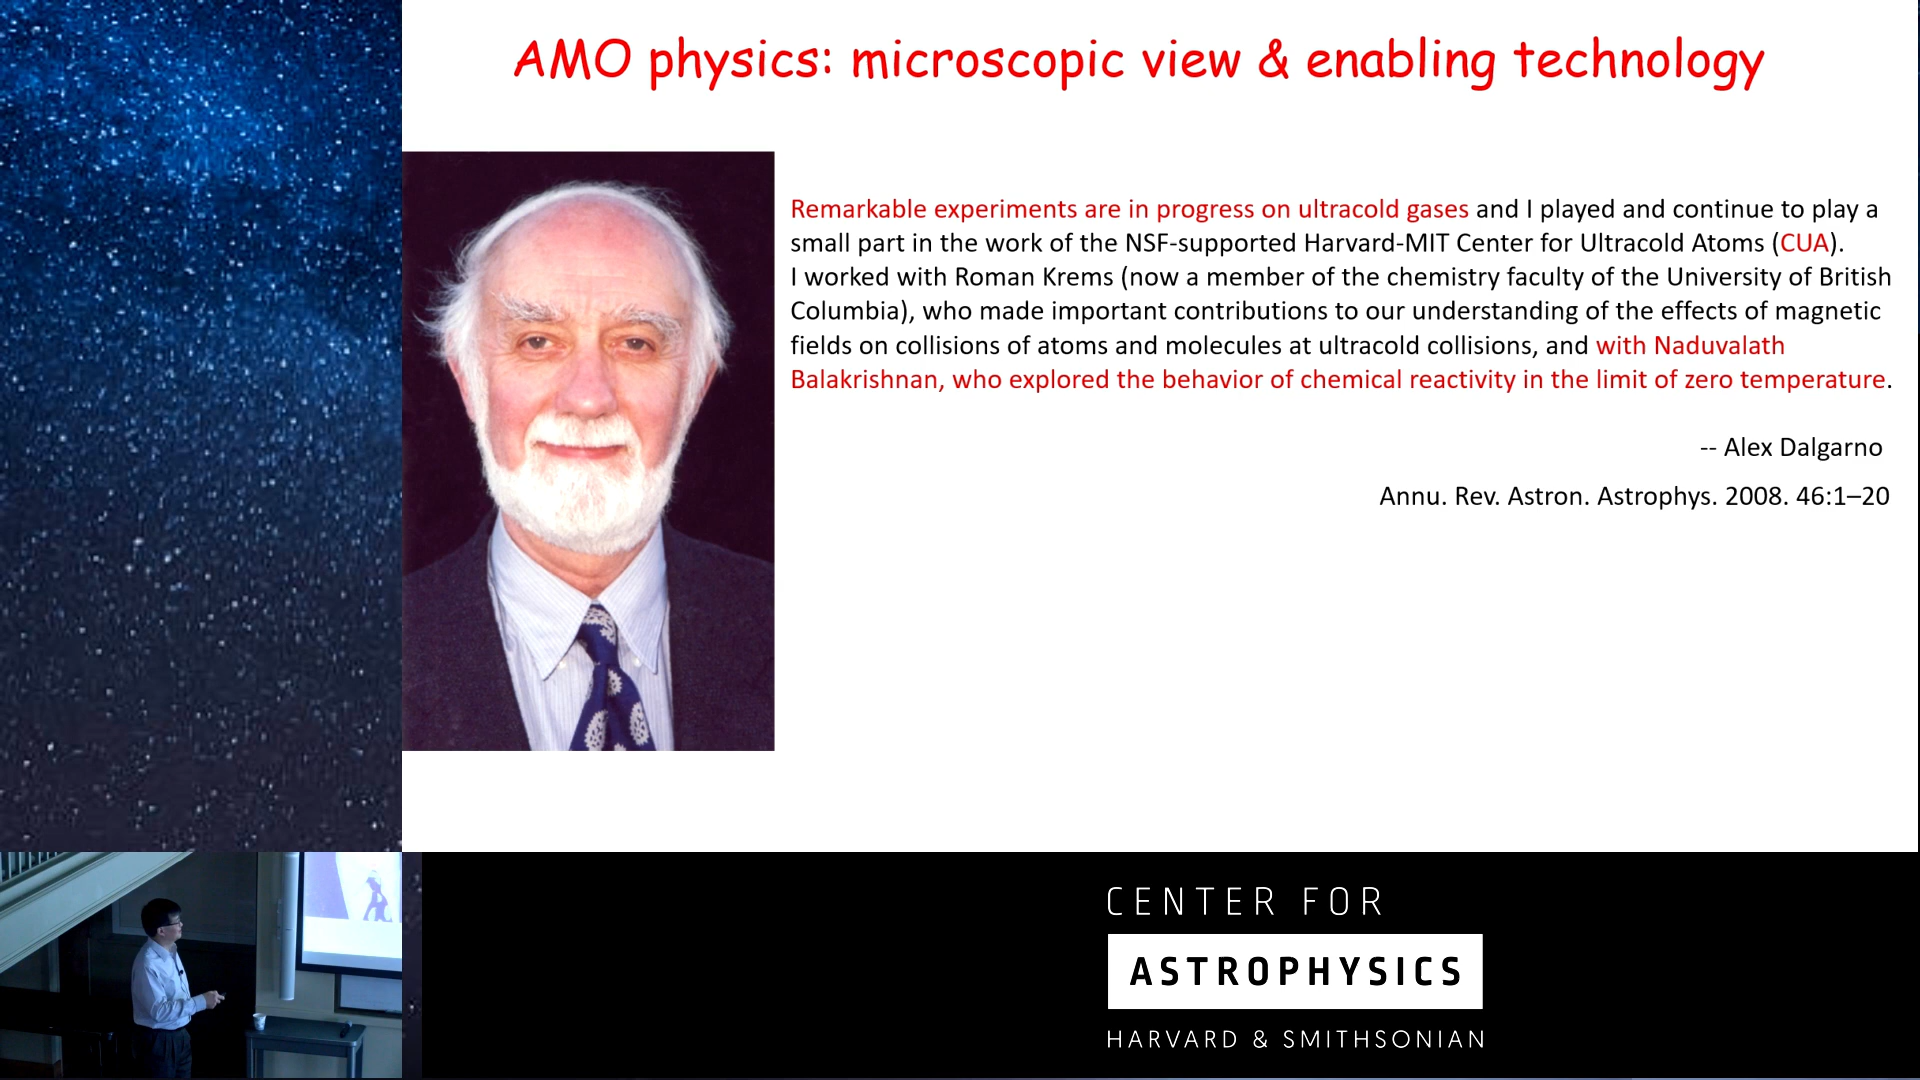 AMO physics: microscopic view & enabling technology
Remarkable experiments are in progress on ultracold gases and I played and continue to play a
small part in the work of the NSF-supported Harvard-MIT Center for Ultracold Atoms (CUA).
I worked with Roman Krems (now a member of the chemistry faculty of the University of British
Columbia), who made important contributions to our understanding of the effects of magnetic
fields on collisions of atoms and molecules at ultracold collisions, and with Naduvalath
Balakrishnan, who explored the behavior of chemical reactivity in the limit of zero temperature.
-- Alex Dalgarno
Annu. Rev. Astron. Astrophys. 2008. 46:1–20
CENTER FOR
ASTROPHYSICS
HARVARD & SMITHSONIAN